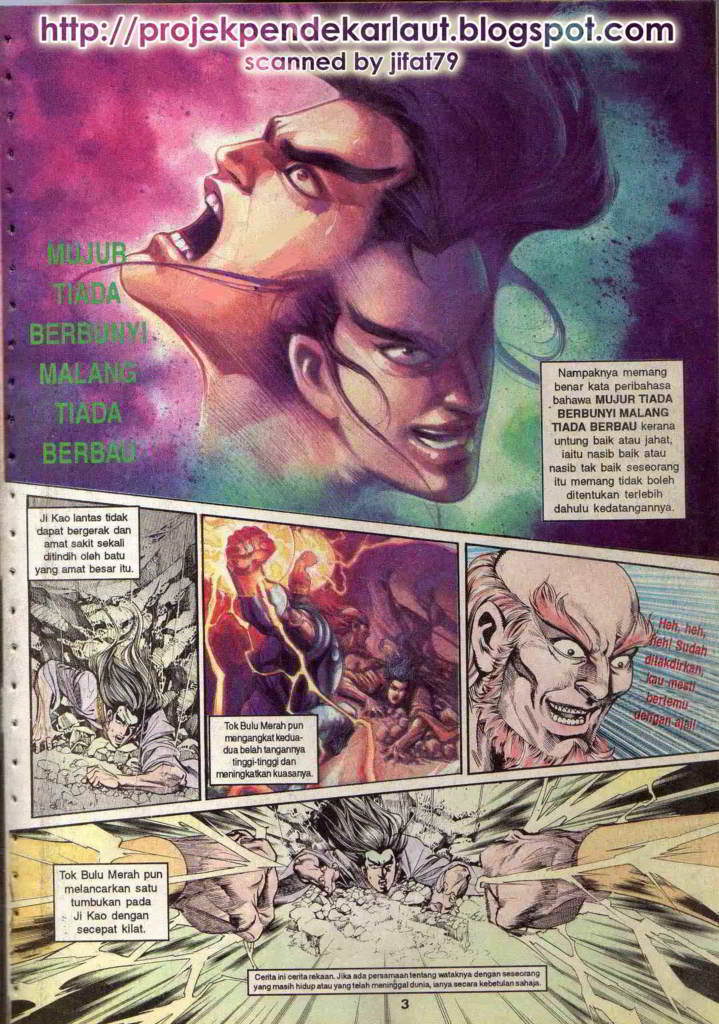 http://projekpendekarlaut.blogspot.com
scanned by jifat79
MUJUR
TIADA
BERBUNYI
MALANG
TIADA
BERBAU
Nampaknya memang
benar kata peribahasa
bahawa MUJUR TIADA
BERBUNYI MALANG
TIADA BERBAU kerana
untung baik atau jahat,
iaitu nasib baik atau
nasib tak baik seseorang
itu memang tidak boleh
ditentukan terlebih
dahulu kedatangannya.
Ji Kao lantas tidak
dapat bergerak dan
amat sakit sekali
ditindih oleh batu
yang amat besar itu.
Tok Bulu Merah pun
mengangkat kedua-
dua belah tangannya
tinggi-tinggi dan
meningkatkan kuasanya.
Heh, heh,
heh! Sudah
ditakdirkan,
kau mesti
bertemu
dengan ajal!
Tok Bulu Merah pun
melancarkan satu
tumbukan pada
Ji Kao dengan
secepat kilat.
Cerita ini cerita rekaan. Jika ada persamaan tentang wataknya dengan seseorang
yang masih hidup atau yang telah meninggal dunia, ianya secara kebetulan sahaja.
3